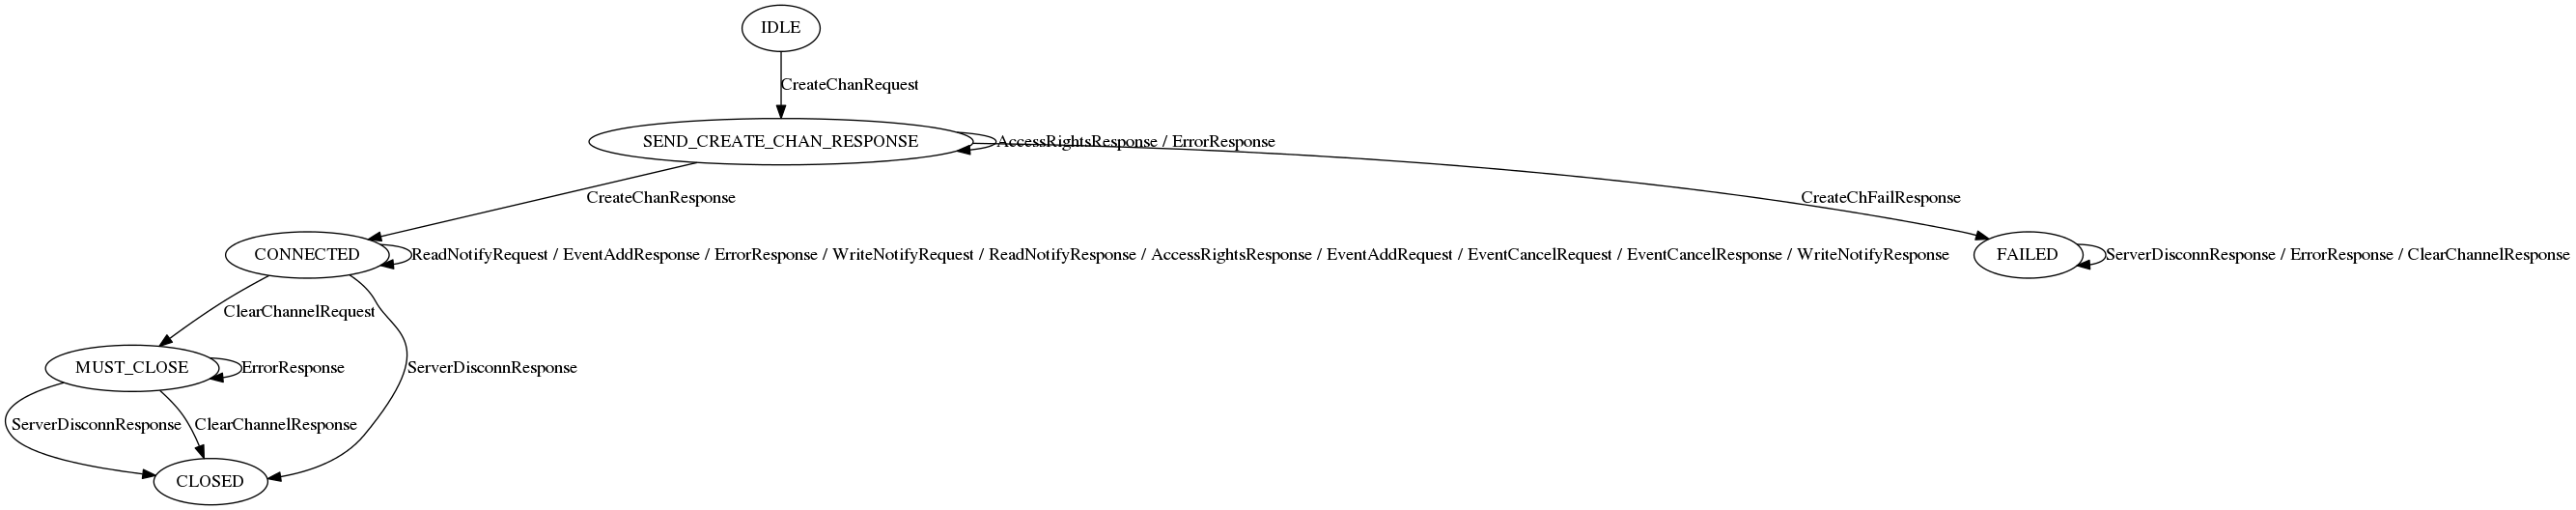 IDLE
CreateChanRequest
SEND_CREATE_CHAN_RESPONSE
AccessRightsResponse / ErrorResponse
CreateChanResponse
CreateChFailResponse
CONNECTED
ReadNotifyRequest / EventAddResponse / ErrorResponse / WriteNotifyRequest / ReadNotifyResponse / AccessRightsResponse / EventAddRequest / EventCancelRequest / EventCancelResponse / WriteNotifyResponse
FAILED
ServerDisconnResponse / ErrorResponse / ClearChannelResponse
ClearChannelRequest
MUST_CLOSE
ErrorResponse
ServerDisconnResponse
ServerDisconnResponse
ClearChannelResponse
CLOSED